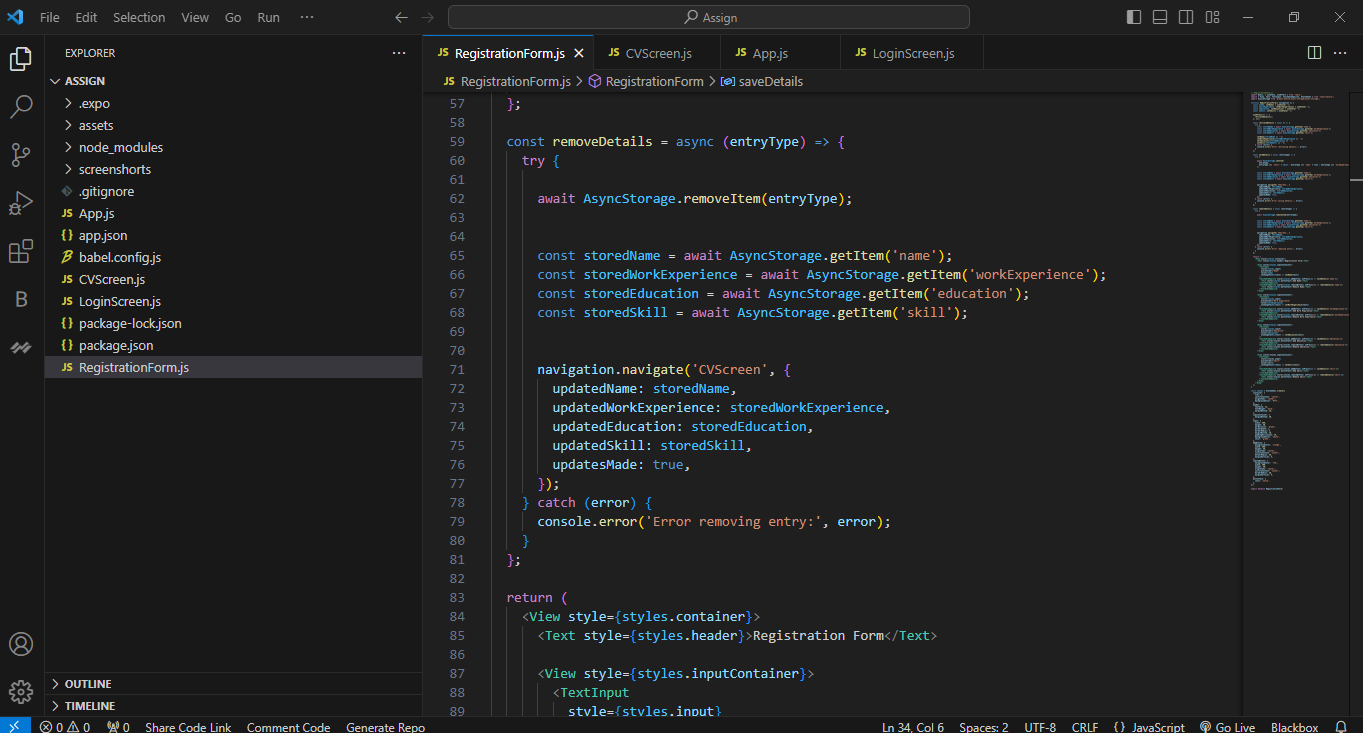 File Edit Selection View Go Run ···
Assign
EXPLORER
ASSIGN
.expo
assets
node_modules
screenshorts
.gitignore
JS App.js
{} app.json
babel.config.js
JS CVScreen.js
JS LoginScreen.js
{} package-lock.json
{} package.json
JS RegistrationForm.js
OUTLINE
TIMELINE
JS RegistrationForm.js JS CVScreen.js JS App.js JS LoginScreen.js
JS RegistrationForm.js > RegistrationForm > saveDetails
57 };
58
59 const removeDetails = async (entryType) => {
60 try {
61
62 await AsyncStorage.removeItem(entryType);
63
64
65 const storedName = await AsyncStorage.getItem('name');
66 const storedWorkExperience = await AsyncStorage.getItem('workExperience');
67 const storedEducation = await AsyncStorage.getItem('education');
68 const storedSkill = await AsyncStorage.getItem('skill');
69
70
71 navigation.navigate('CVScreen', {
72 updatedName: storedName,
73 updatedWorkExperience: storedWorkExperience,
74 updatedEducation: storedEducation,
75 updatedSkill: storedSkill,
76 updatesMade: true,
77 });
78 } catch (error) {
79 console.error('Error removing entry:', error);
80 }
81 };
82
83 return (
84 <View style={styles.container}>
85 <Text style={styles.header}>Registration Form</Text>
86
87 <View style={styles.inputContainer}>
88 <TextInput
89 style={styles.input}
0 0 0 Share Code Link Comment Code Generate Repo Ln 34, Col 6 Spaces: 2 UTF-8 CRLF {} JavaScript Go Live Blackbox